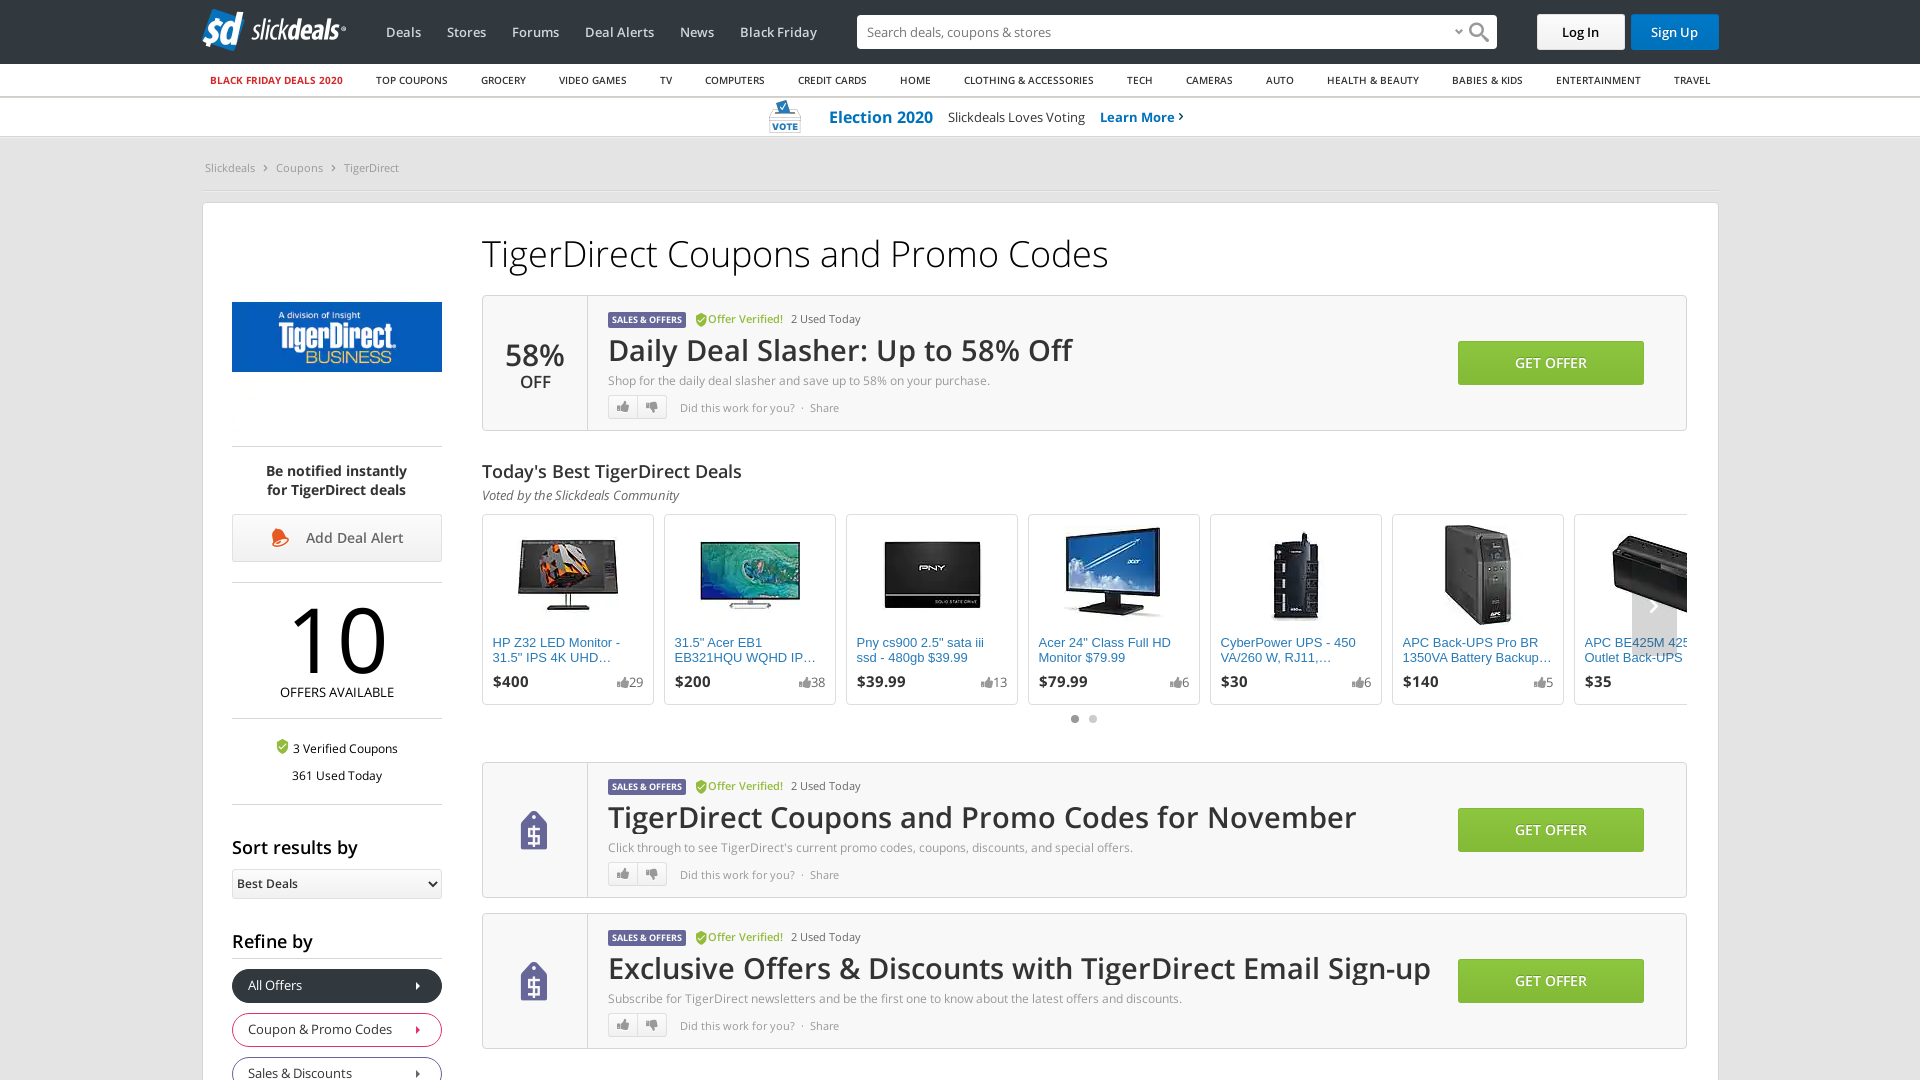 slickdeals
Deals
Stores
Forums
Deal Alerts
News
Black Friday
Search deals, coupons & stores
Log In
Sign Up
BLACK FRIDAY DEALS 2020
TOP COUPONS
GROCERY
VIDEO GAMES
TV
COMPUTERS
CREDIT CARDS
HOME
CLOTHING & ACCESSORIES
TECH
CAMERAS
AUTO
HEALTH & BEAUTY
BABIES & KIDS
ENTERTAINMENT
TRAVEL
VOTE
Election 2020
Slickdeals Loves Voting
Learn More
Slickdeals
Coupons
TigerDirect
A division of Insight
TigerDirect
BUSINESS
Be notified instantly
for TigerDirect deals
Add Deal Alert
10
OFFERS AVAILABLE
3 Verified Coupons
361 Used Today
Sort results by
Best Deals
Refine by
All Offers
Coupon & Promo Codes
Sales & Discounts
TigerDirect Coupons and Promo Codes
58%
OFF
SALES & OFFERS
Offer Verified!
2 Used Today
Daily Deal Slasher: Up to 58% Off
Shop for the daily deal slasher and save up to 58% on your purchase.
Did this work for you? · Share
GET OFFER
Today's Best TigerDirect Deals
Voted by the Slickdeals Community
HP Z32 LED Monitor -
31.5" IPS 4K UHD…
$400
29
31.5" Acer EB1
EB321HQU WQHD IP…
$200
38
PNY
Pny cs900 2.5" sata iii
ssd - 480gb $39.99
$39.99
13
acer
Acer 24" Class Full HD
Monitor $79.99
$79.99
6
CyberPower UPS - 450
VA/260 W, RJ11,…
$30
6
APC
APC Back-UPS Pro BR
1350VA Battery Backup…
$140
5
APC BE425M 425
Outlet Back-UPS
$35
SALES & OFFERS
Offer Verified!
2 Used Today
TigerDirect Coupons and Promo Codes for November
Click through to see TigerDirect's current promo codes, coupons, discounts, and special offers.
Did this work for you? · Share
GET OFFER
SALES & OFFERS
Offer Verified!
2 Used Today
Exclusive Offers & Discounts with TigerDirect Email Sign-up
Subscribe for TigerDirect newsletters and be the first one to know about the latest offers and discounts.
Did this work for you? · Share
GET OFFER